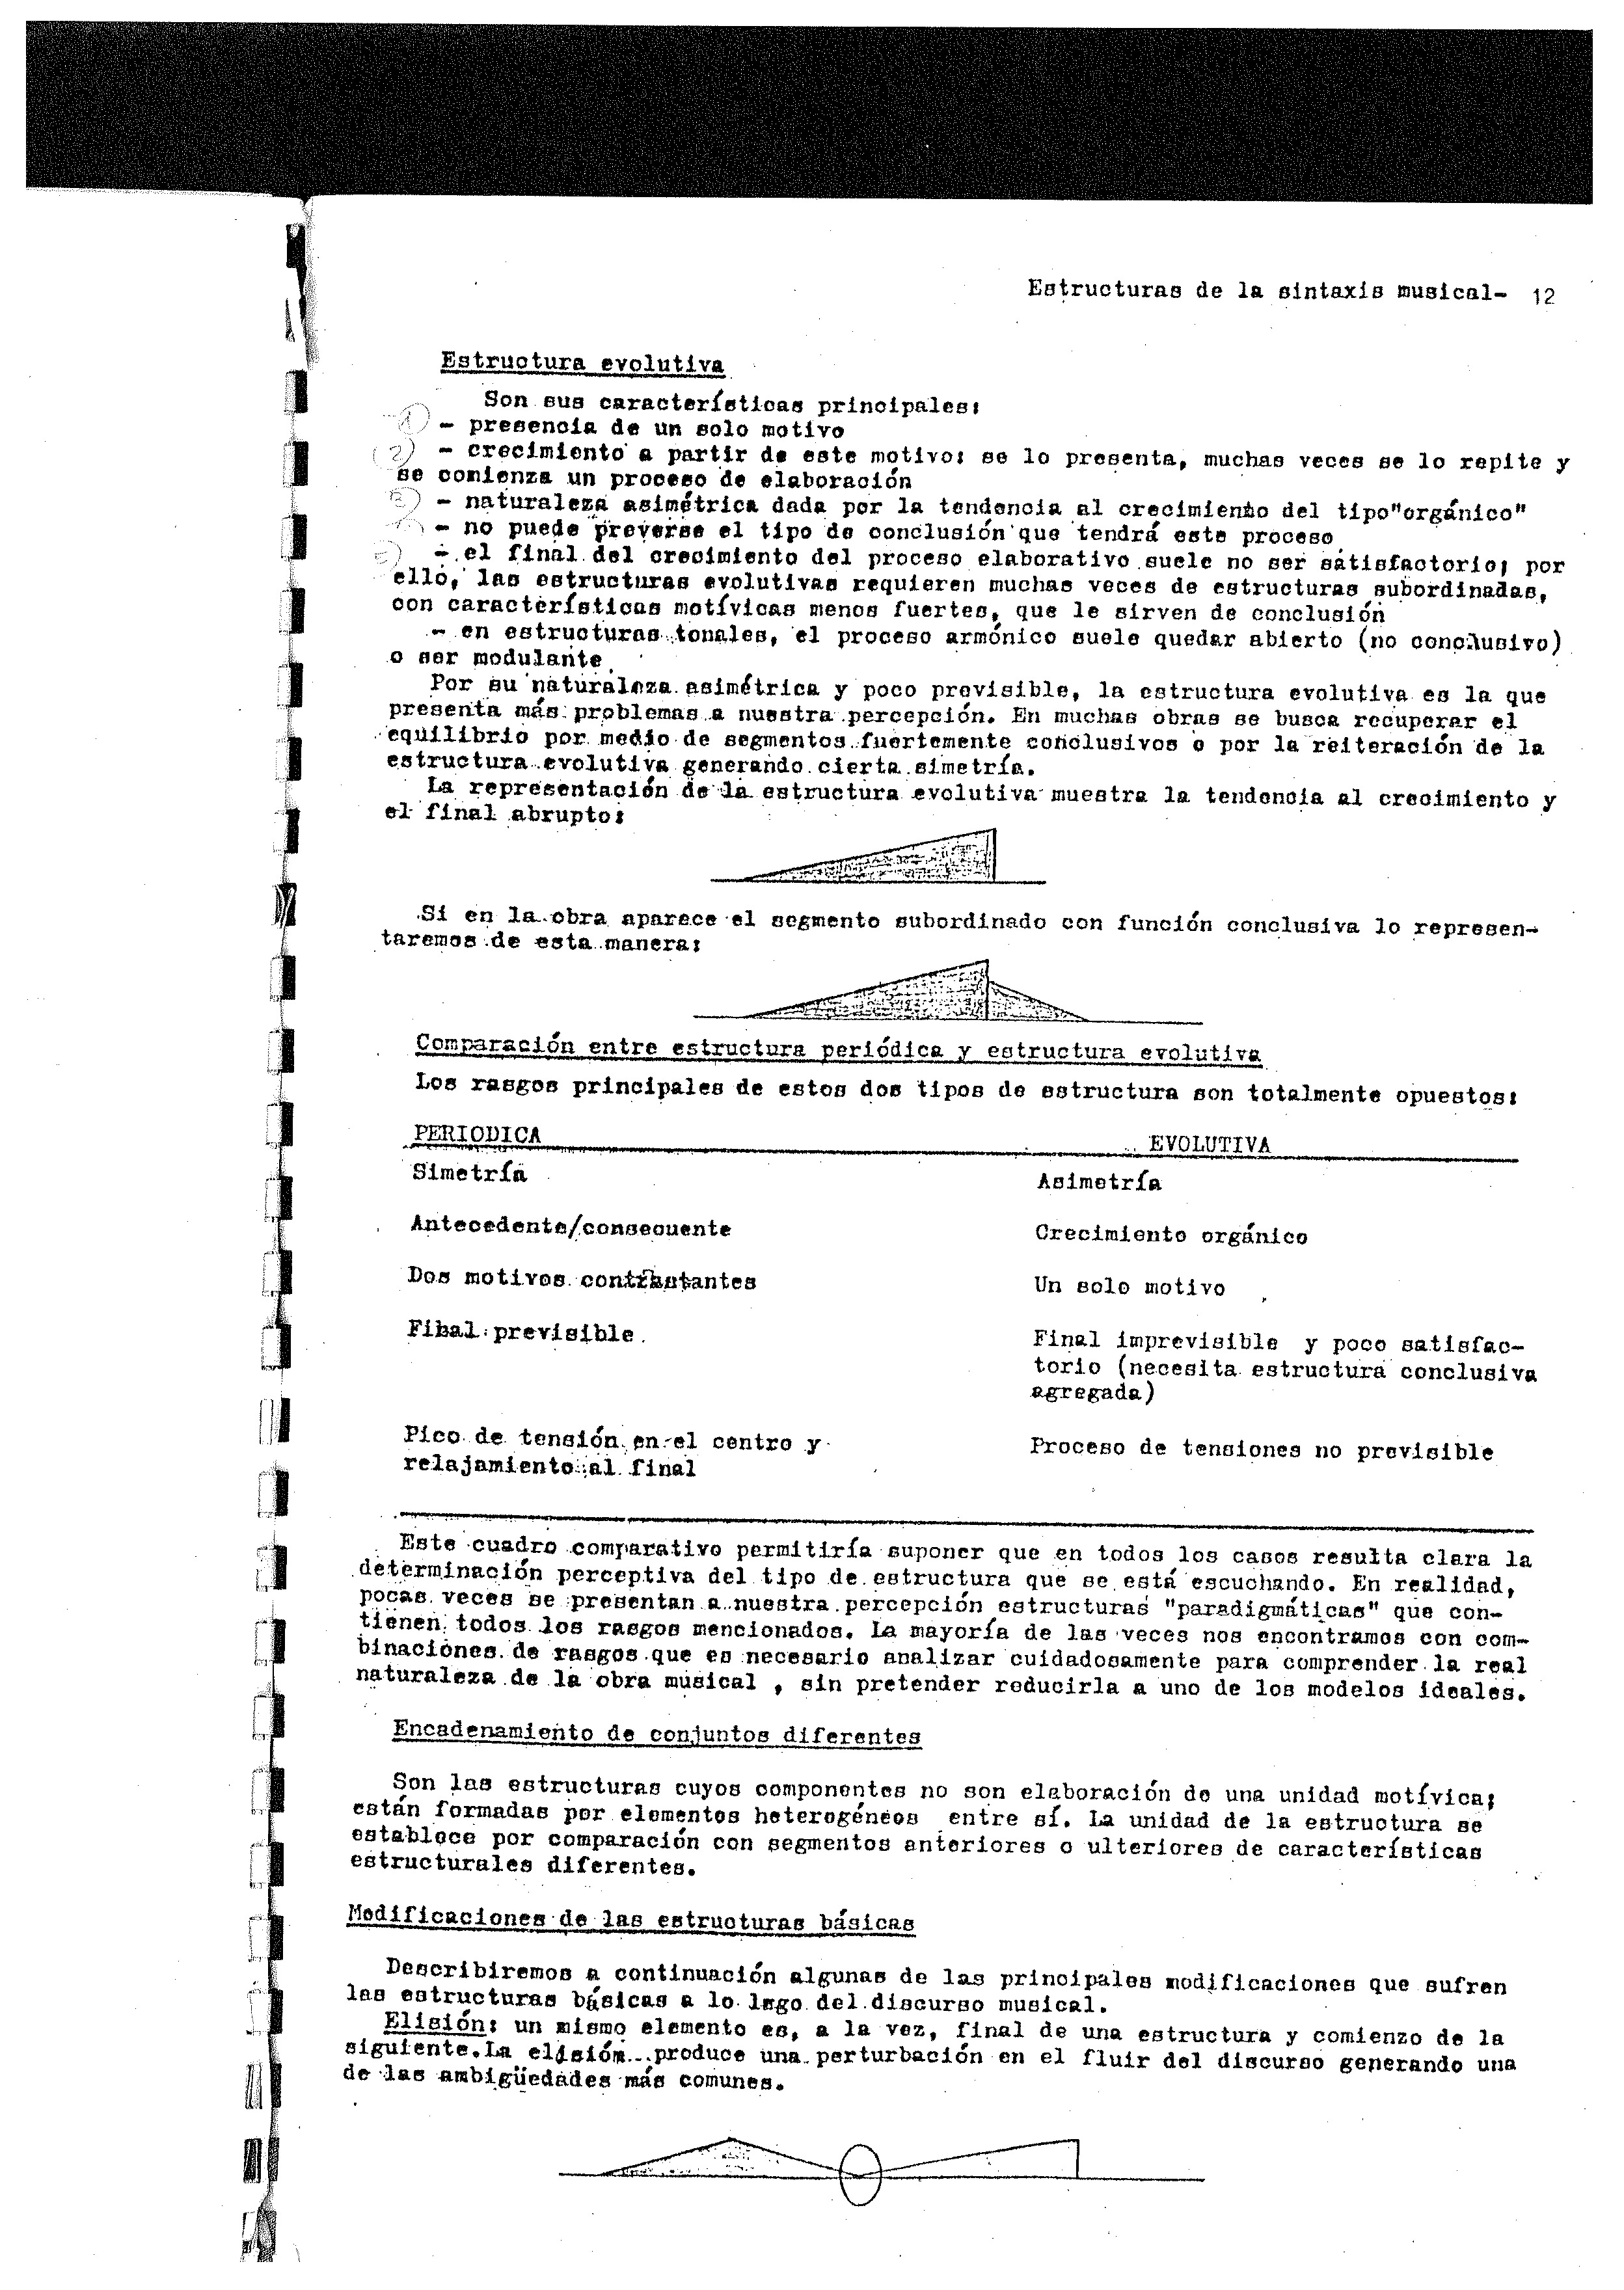 Estructuras de la sintaxis musical- 12
Estructura evolutiva
Son sus características principales:
1) - presencia de un solo motivo
2) - crecimiento a partir de este motivo: se lo presenta, muchas veces se lo repite y
se comienza un proceso de elaboración
3) - naturaleza asimétrica dada por la tendencia al crecimiento del tipo"orgánico"
- no puede preverse el tipo de conclusión que tendrá este proceso
- el final del crecimiento del proceso elaborativo suele no ser satisfactorio; por
ello, las estructuras evolutivas requieren muchas veces de estructuras subordinadas,
con características motívicas menos fuertes, que le sirven de conclusión
- en estructuras tonales, el proceso armónico suele quedar abierto (no conclusivo)
o ser modulante
Por su naturaleza asimétrica y poco previsible, la estructura evolutiva es la que
presenta más problemas a nuestra percepción. En muchas obras se busca recuperar el
equilibrio por medio de segmentos fuertemente conclusivos o por la reiteración de la
estructura evolutiva generando cierta simetría.
La representación de la estructura evolutiva muestra la tendencia al crecimiento y
el final abrupto:
Si en la obra aparece el segmento subordinado con función conclusiva lo represen-
taremos de esta manera:
Comparación entre estructura periódica y estructura evolutiva
Los rasgos principales de estos dos tipos de estructura son totalmente opuestos:
PERIODICA EVOLUTIVA
Simetría Asimetría
Antecedente/consecuente Crecimiento orgánico
Dos motivos contrastantes Un solo motivo
Fibal previsible Final imprevisible y poco satisfac-
torio (necesita estructura conclusiva
agregada)
Pico de tensión en el centro y Proceso de tensiones no previsible
relajamiento al final
Este cuadro comparativo permitiría suponer que en todos los casos resulta clara la
determinación perceptiva del tipo de estructura que se está escuchando. En realidad,
pocas veces se presentan a nuestra percepción estructuras "paradigmáticas" que con-
tienen todos los rasgos mencionados. La mayoría de las veces nos encontramos con com-
binaciones de rasgos que es necesario analizar cuidadosamente para comprender la real
naturaleza de la obra musical , sin pretender reducirla a uno de los modelos ideales.
Encadenamiento de conjuntos diferentes
Son las estructuras cuyos componentes no son elaboración de una unidad motívica;
están formadas por elementos heterogéneos entre sí. La unidad de la estructura se
establece por comparación con segmentos anteriores o ulteriores de características
estructurales diferentes.
Modificaciones de las estructuras básicas
Describiremos a continuación algunas de las principales modificaciones que sufren
las estructuras básicas a lo lago del discurso musical.
Elisión: un mismo elemento es, a la vez, final de una estructura y comienzo de la
siguiente.La elisión produce una perturbación en el fluir del discurso generando una
de las ambigüedades más comunes.